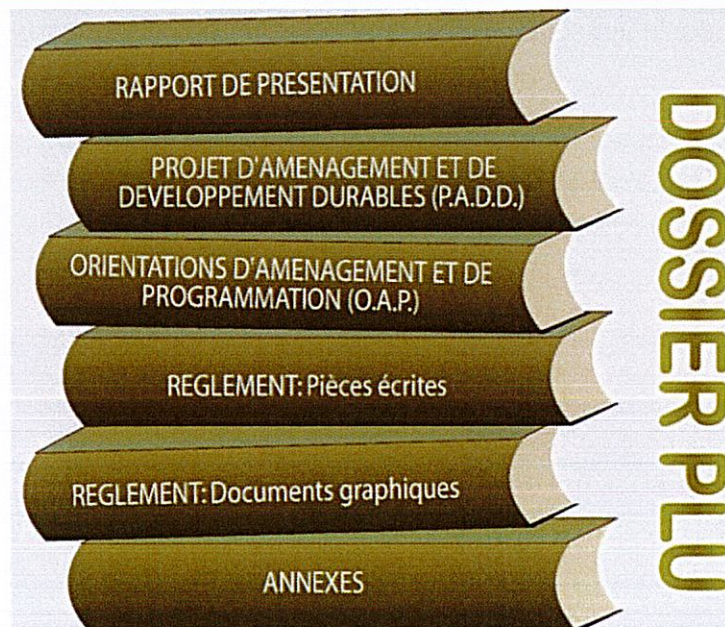 RAPPORT DE PRESENTATION
PROJET D'AMENAGEMENT ET DE
DEVELOPPEMENT DURABLES (P.A.D.D.)
ORIENTATIONS D'AMENAGEMENT ET DE
PROGRAMMATION (O.A.P.)
REGLEMENT: Pièces écrites
REGLEMENT: Documents graphiques
ANNEXES
DOSSIER PLU